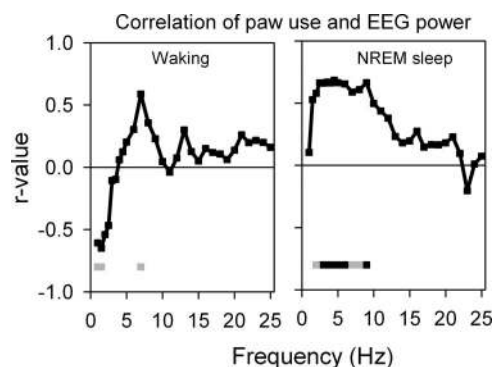 Correlation of paw use and EEG power
Waking
NREM sleep
r-value
1.0
0.5
0.0
-0.5
-1.0
0 5 10 15 20 25
0 5 10 15 20 25
Frequency (Hz)